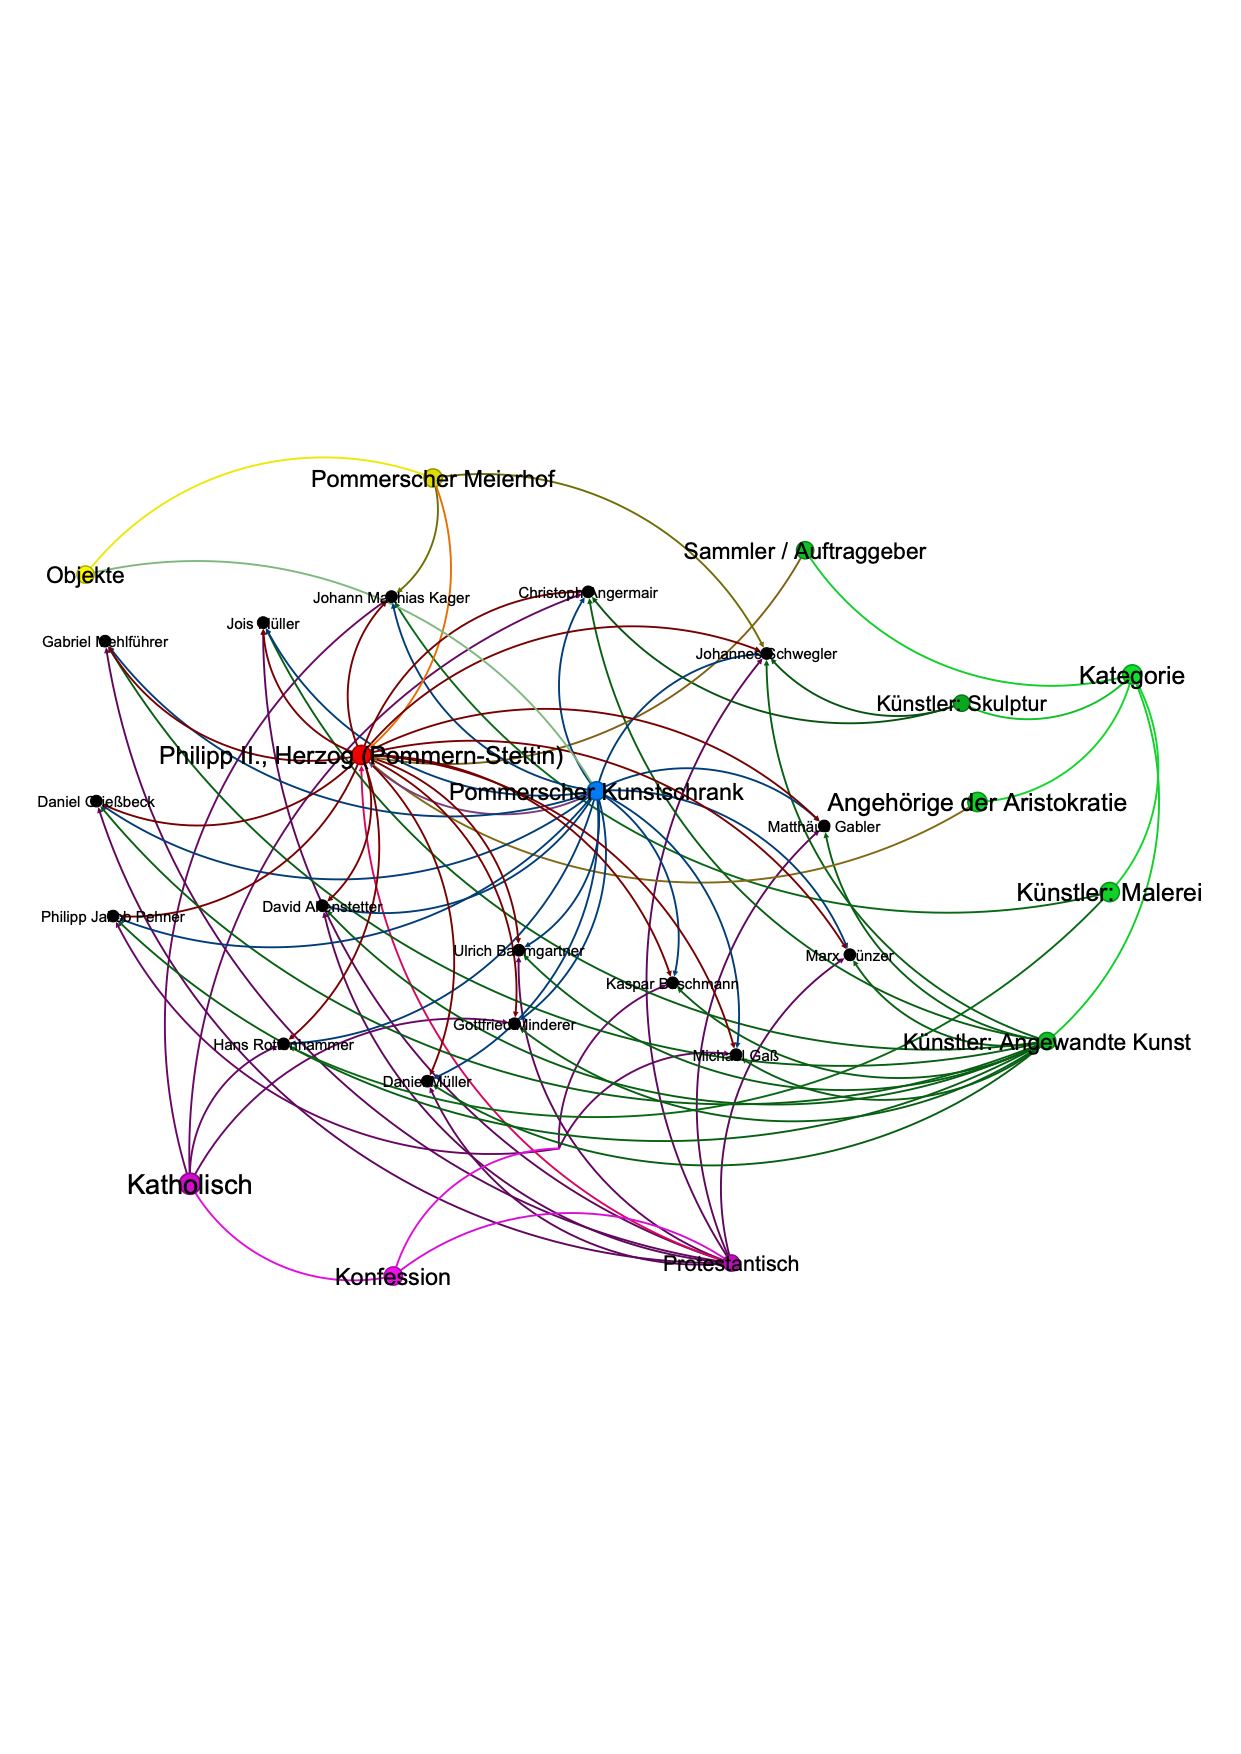 Pommerscher Meierhof
Sammler / Auftraggeber
Objekte
Johann Matthias Kager
Christoph Angermair
Jois Müller
Gabriel Mehlführer
Johannes Schwegler
Kategorie
Künstler: Skulptur
Philipp II., Herzog (Pommern-Stettin)
Pommerscher Kunstschrank
Angehörige der Aristokratie
Daniel Grießbeck
Matthäus Gabler
Künstler: Malerei
Philipp Jakob Pehner
David Altenstetter
Ulrich Baumgartner
Marx Günzer
Kaspar Buschmann
Gottfried Münderer
Hans Rottenhammer
Michael Gaß
Künstler: Angewandte Kunst
Daniel Müller
Katholisch
Konfession
Protestantisch